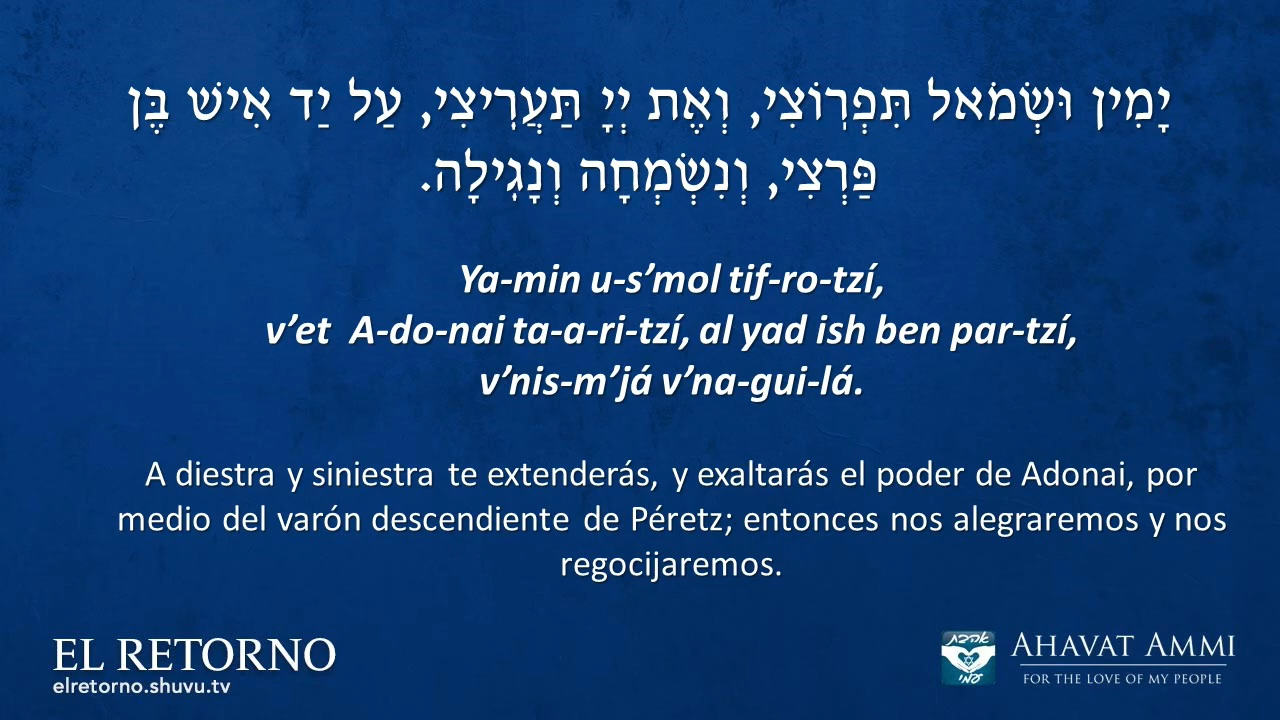 יָמִין וּשְׂמֹאל תִּפְרֽוֹצִי, וְאֶת יְיָ תַּעֲרִֽיצִי, עַל יַד אִישׁ בֶּן
פַּרְצִי, וְנִשְׂמְחָה וְנָגִֽילָה.
Ya-min u-s’mol tif-ro-tzí,
v’et A-do-nai ta-a-ri-tzí, al yad ish ben par-tzí,
v’nis-m’já v’na-gui-lá.
A diestra y siniestra te extenderás, y exaltarás el poder de Adonai, por
medio del varón descendiente de Péretz; entonces nos alegraremos y nos
regocijaremos.
EL RETORNO
elretorno.shuvu.tv
אהבת
עמי
AHAVAT AMMI
FOR THE LOVE OF MY PEOPLE